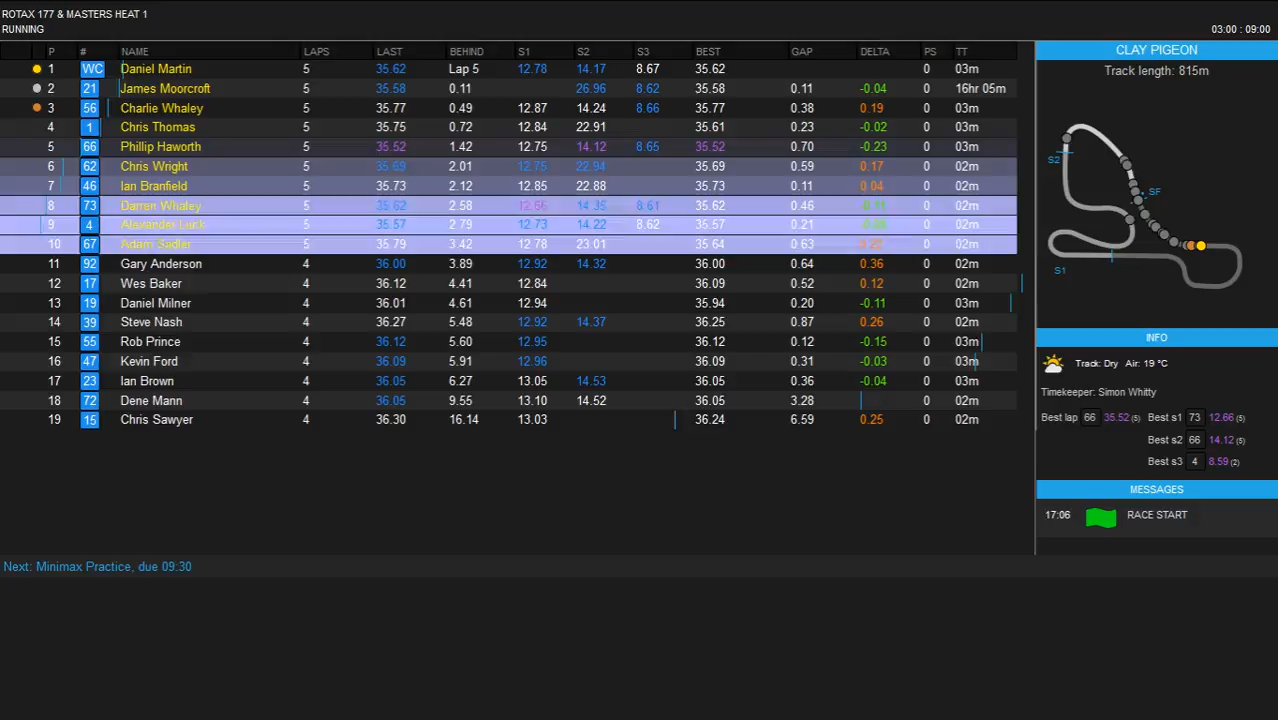 ROTAX 177 & MASTERS HEAT 1
RUNNING
03:00 : 09:00
P # NAME LAPS LAST BEHIND S1 S2 S3 BEST GAP DELTA PS TT
1 WC Daniel Martin 5 35.62 Lap 5 12.78 14.17 8.67 35.62 0 03m
2 21 James Moorcroft 5 35.58 0.11 26.96 8.62 35.58 0.11 -0.04 0 16hr 05m
3 56 Charlie Whaley 5 35.77 0.49 12.87 14.24 8.66 35.77 0.38 0.19 0 03m
4 1 Chris Thomas 5 35.75 0.72 12.84 22.91 35.61 0.23 -0.02 0 03m
5 66 Phillip Haworth 5 35.52 1.42 12.75 14.12 8.65 35.52 0.70 -0.23 0 03m
6 62 Chris Wright 5 35.69 2.01 12.75 22.94 35.69 0.59 0.17 0 02m
7 46 Ian Branfield 5 35.73 2.12 12.85 22.88 35.73 0.11 0.04 0 02m
8 73 Darren Whaley 5 35.62 2.58 12.66 14.35 8.61 35.62 0.46 -0.11 0 02m
9 4 Alexander Luck 5 35.57 2.79 12.73 14.22 8.62 35.57 0.21 0 02m
10 67 Adam Sadler 5 35.79 3.42 12.78 23.01 35.64 0.63 0 02m
11 92 Gary Anderson 4 36.00 3.89 12.92 14.32 36.00 0.64 0.36 0 02m
12 17 Wes Baker 4 36.12 4.41 12.84 36.09 0.52 0.12 0 02m
13 19 Daniel Milner 4 36.01 4.61 12.94 35.94 0.20 -0.11 0 03m
14 39 Steve Nash 4 36.27 5.48 12.92 14.37 36.25 0.87 0.26 0 02m
15 55 Rob Prince 4 36.12 5.60 12.95 36.12 0.12 -0.15 0 03m
16 47 Kevin Ford 4 36.09 5.91 12.96 36.09 0.31 -0.03 0 03m
17 23 Ian Brown 4 36.05 6.27 13.05 14.53 36.05 0.36 -0.04 0 03m
18 72 Dene Mann 4 36.05 9.55 13.10 14.52 36.05 3.28 0 02m
19 15 Chris Sawyer 4 36.30 16.14 13.03 36.24 6.59 0.25 0 02m
Next: Minimax Practice, due 09:30
CLAY PIGEON
Track length: 815m
S2
SF
S1
INFO
Track: Dry Air: 19 °C
Timekeeper: Simon Whitty
Best lap 66 35.52 (5) Best s1 73 12.66 (5)
Best s2 66 14.12 (5)
Best s3 4 8.59 (2)
MESSAGES
17:06 RACE START